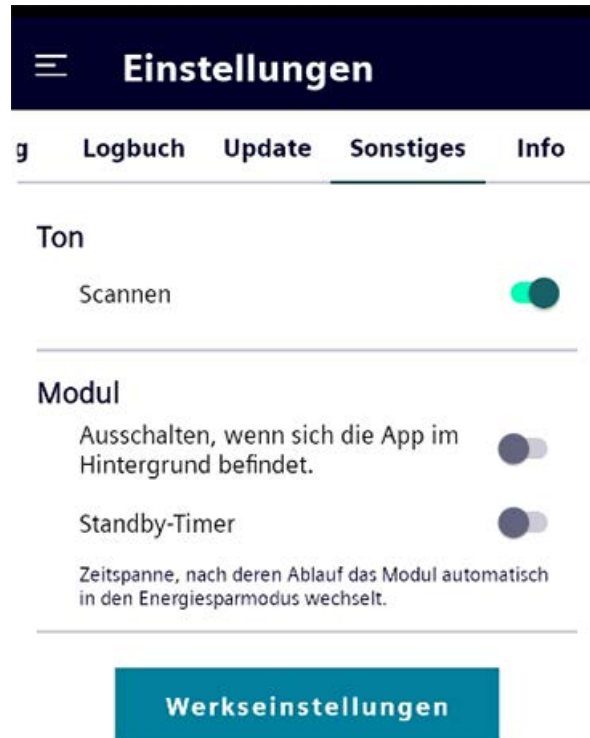 Einstellungen
g Logbuch Update Sonstiges Info
Ton
Scannen
Modul
Ausschalten, wenn sich die App im
Hintergrund befindet.
Standby-Timer
Zeitspanne, nach deren Ablauf das Modul automatisch
in den Energiesparmodus wechselt.
Werkseinstellungen